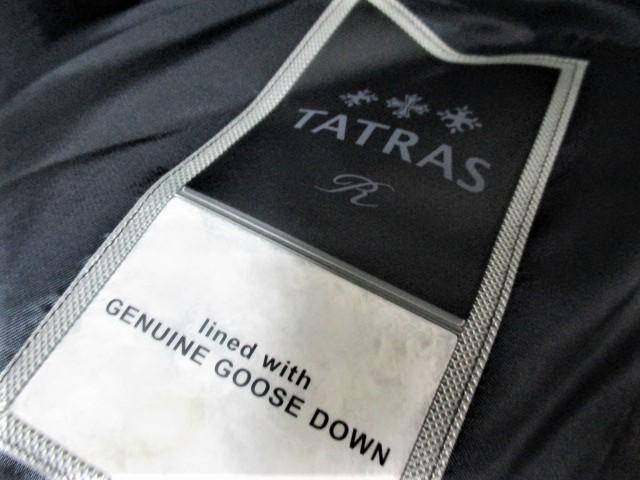 TATRAS
R
lined with
GENUINE GOOSE DOWN